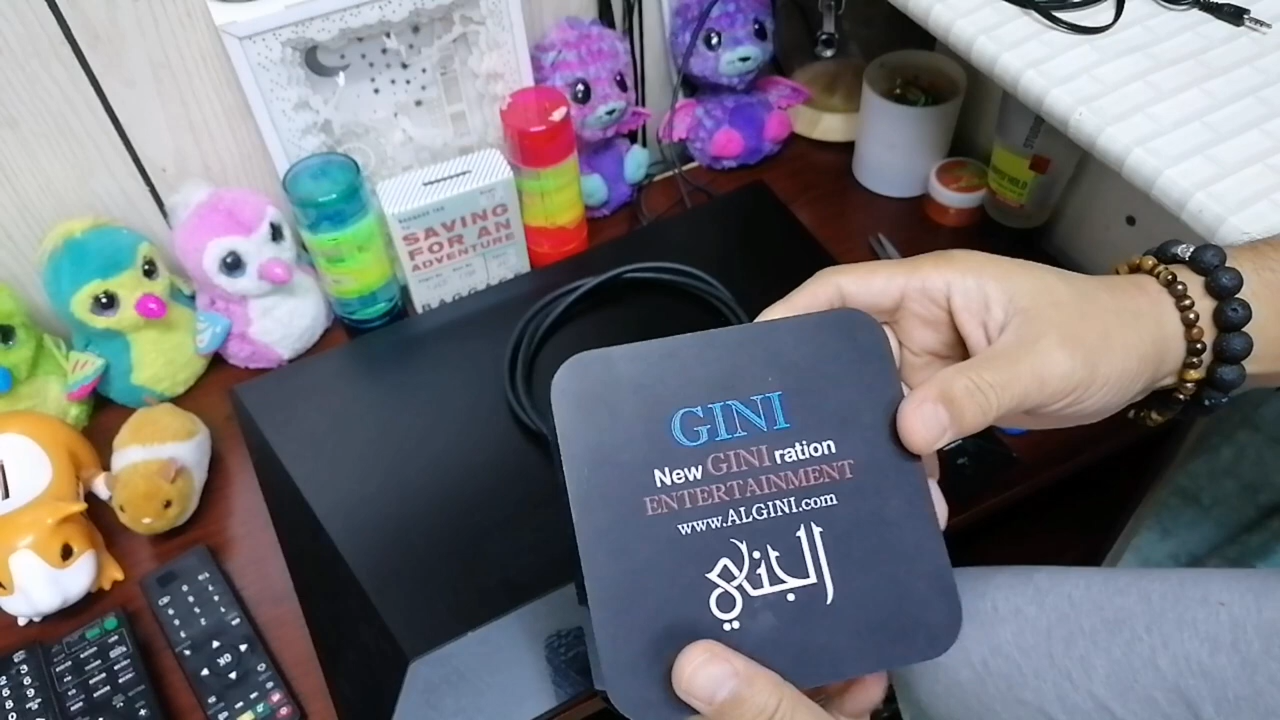 SAVING
FOR AN
ADVENTURE
GINI
New GINI ration
ENTERTAINMENT
www.ALGINI.com
الجني